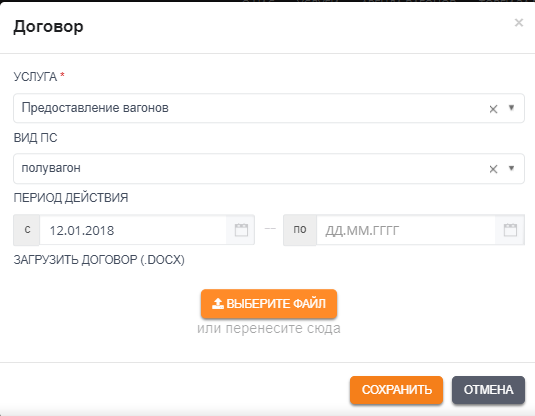 Договор ×
УСЛУГА *
Предоставление вагонов × ▼
ВИД ПС
полувагон × ▼
ПЕРИОД ДЕЙСТВИЯ
с 12.01.2018 — по ДД.ММ.ГГГГ
ЗАГРУЗИТЬ ДОГОВОР (.DOCX)
ВЫБЕРИТЕ ФАЙЛ
или перенесите сюда
СОХРАНИТЬ ОТМЕНА